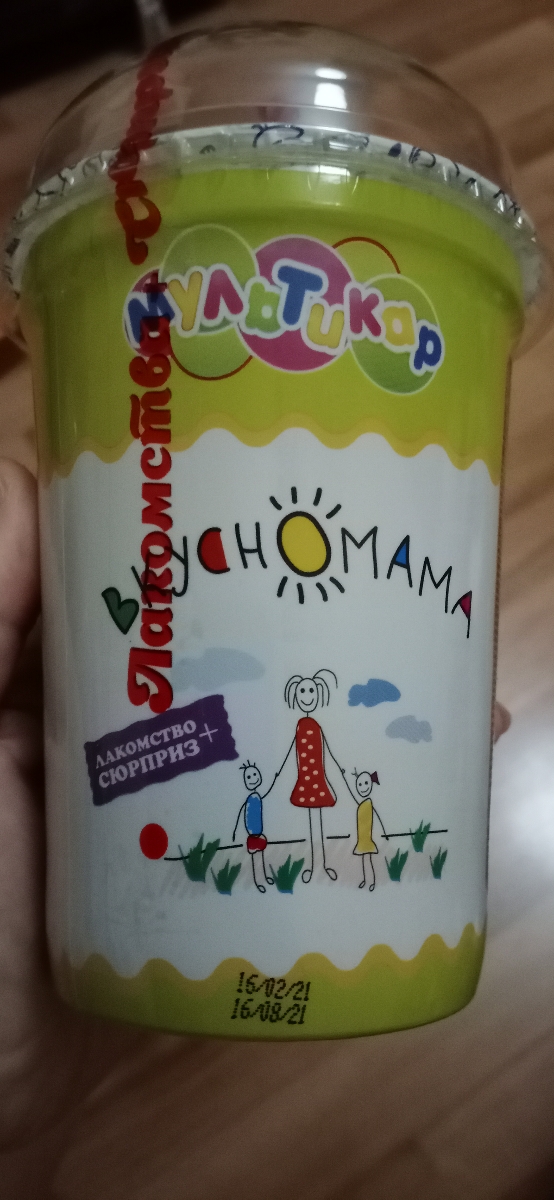 мультикар
ВКУСНОМАМА
ЛАКОМСТВО +
СЮРПРИЗ
Лакомства +
16/02/21
16/08/21